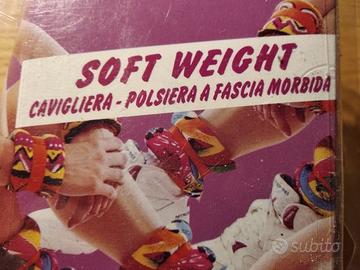 SOFT WEIGHT
CAVIGLIERA - POLSIERA A FASCIA MORBIDA
subito